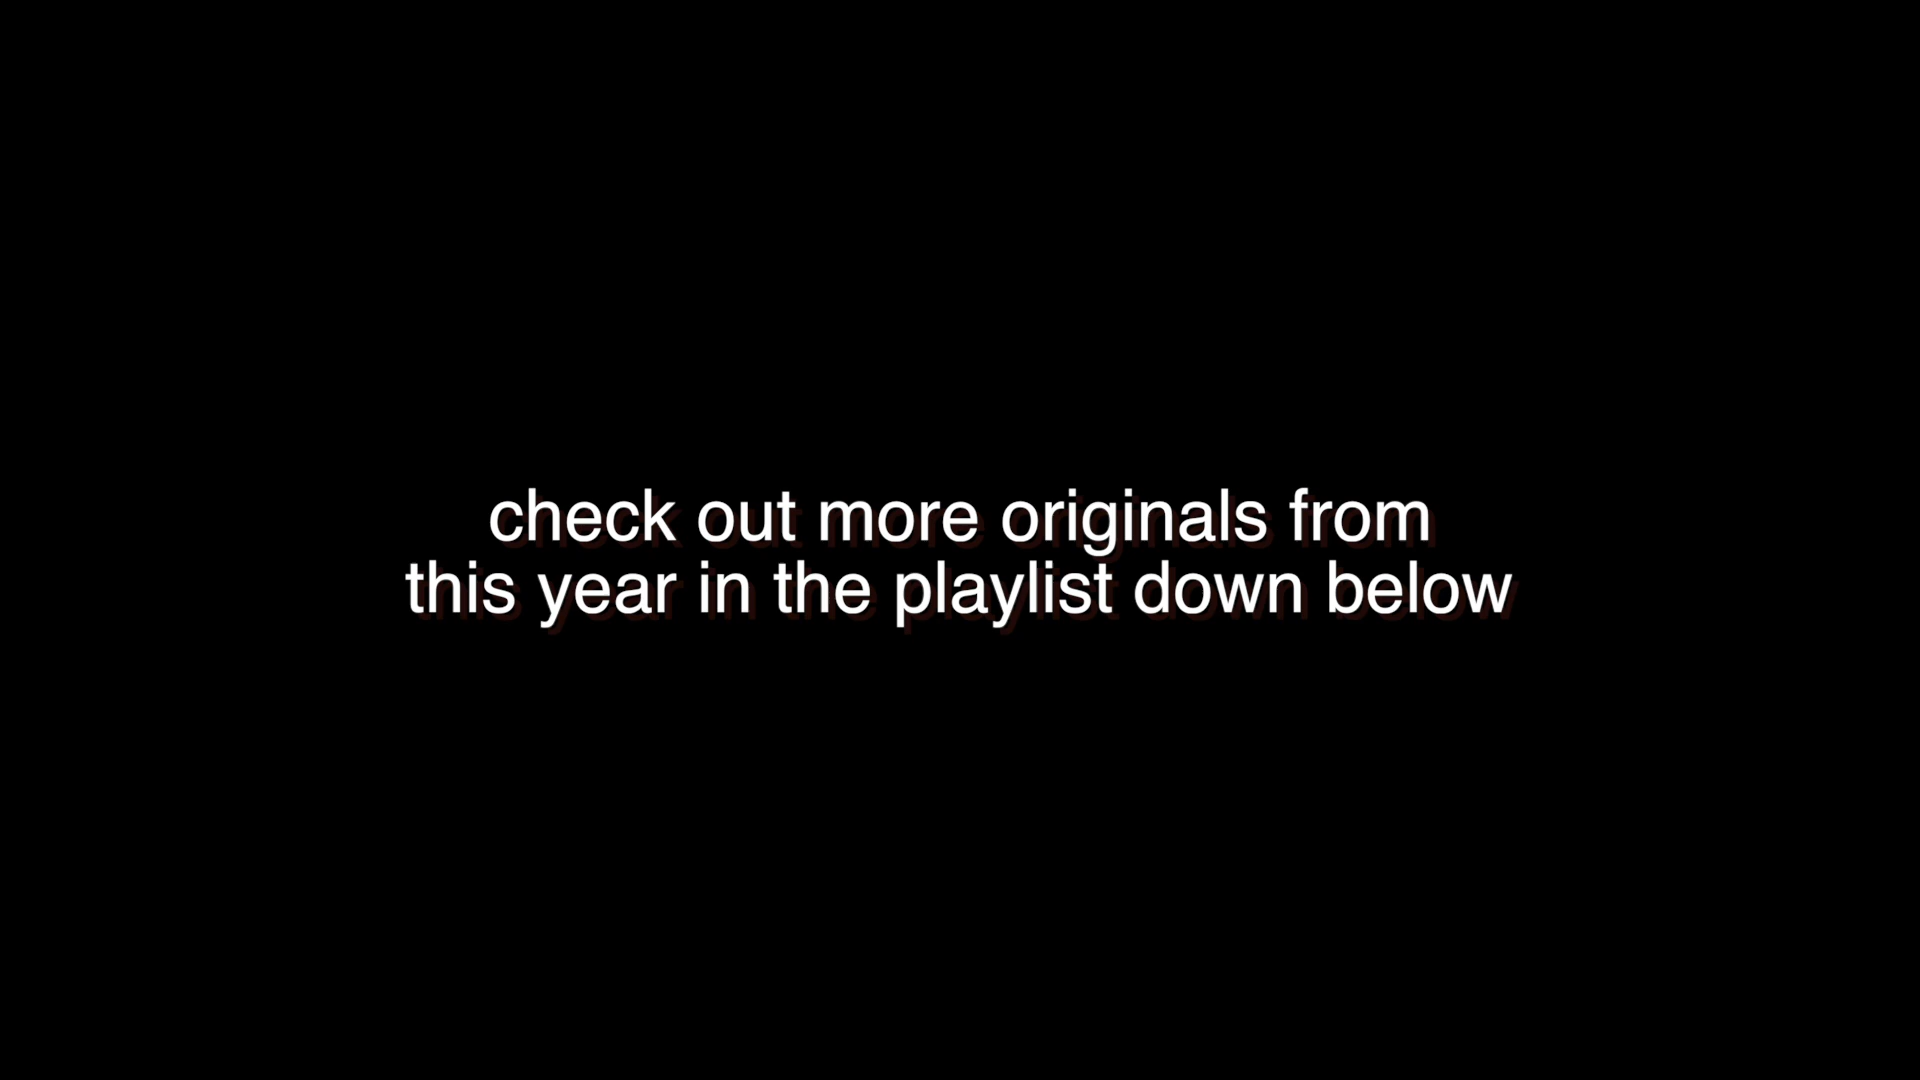 check out more originals from
this year in the playlist down below